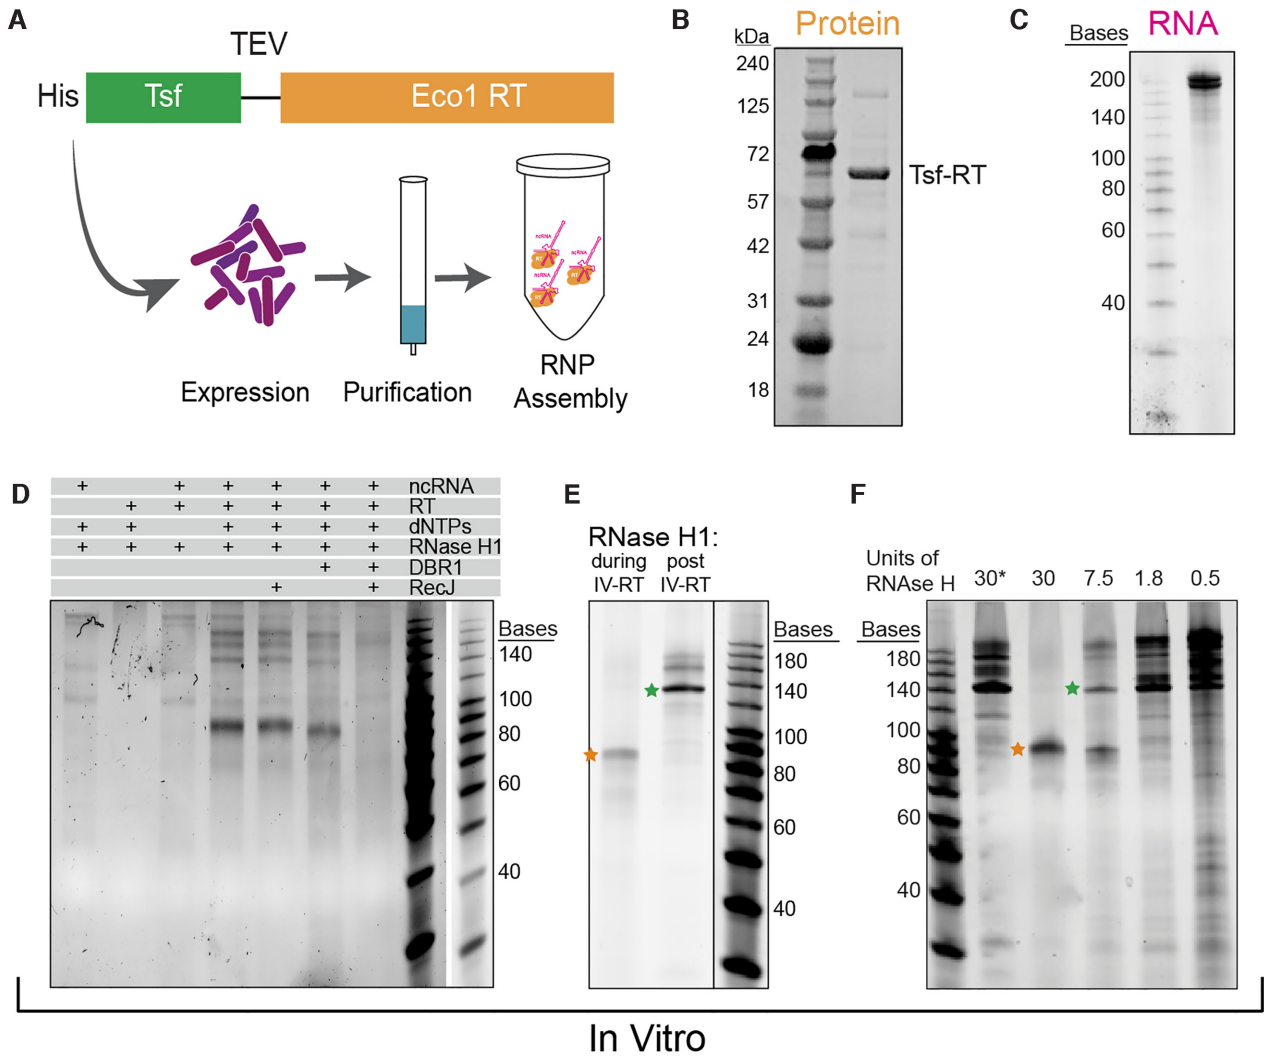 A
TEV
His
Tsf
Eco1 RT
ncRNA
RT
ncRNA
RT
ncRNA
RT
Expression
Purification
RNP
Assembly
B
Protein
kDa
240
125
72
57
42
31
24
18
Tsf-RT
C
RNA
Bases
200
140
100
80
60
40
D
+ + + + + + ncRNA
+ + + + + + RT
+ + + + + + dNTPs
+ + + + + + + RNase H1
+ + DBR1
+ + RecJ
Bases
140
100
80
60
40
E
RNase H1:
during post
IV-RT IV-RT
Bases
180
140
100
80
60
40
F
Units of
RNAse H 30* 30 7.5 1.8 0.5
Bases
180
140
100
80
60
40
In Vitro